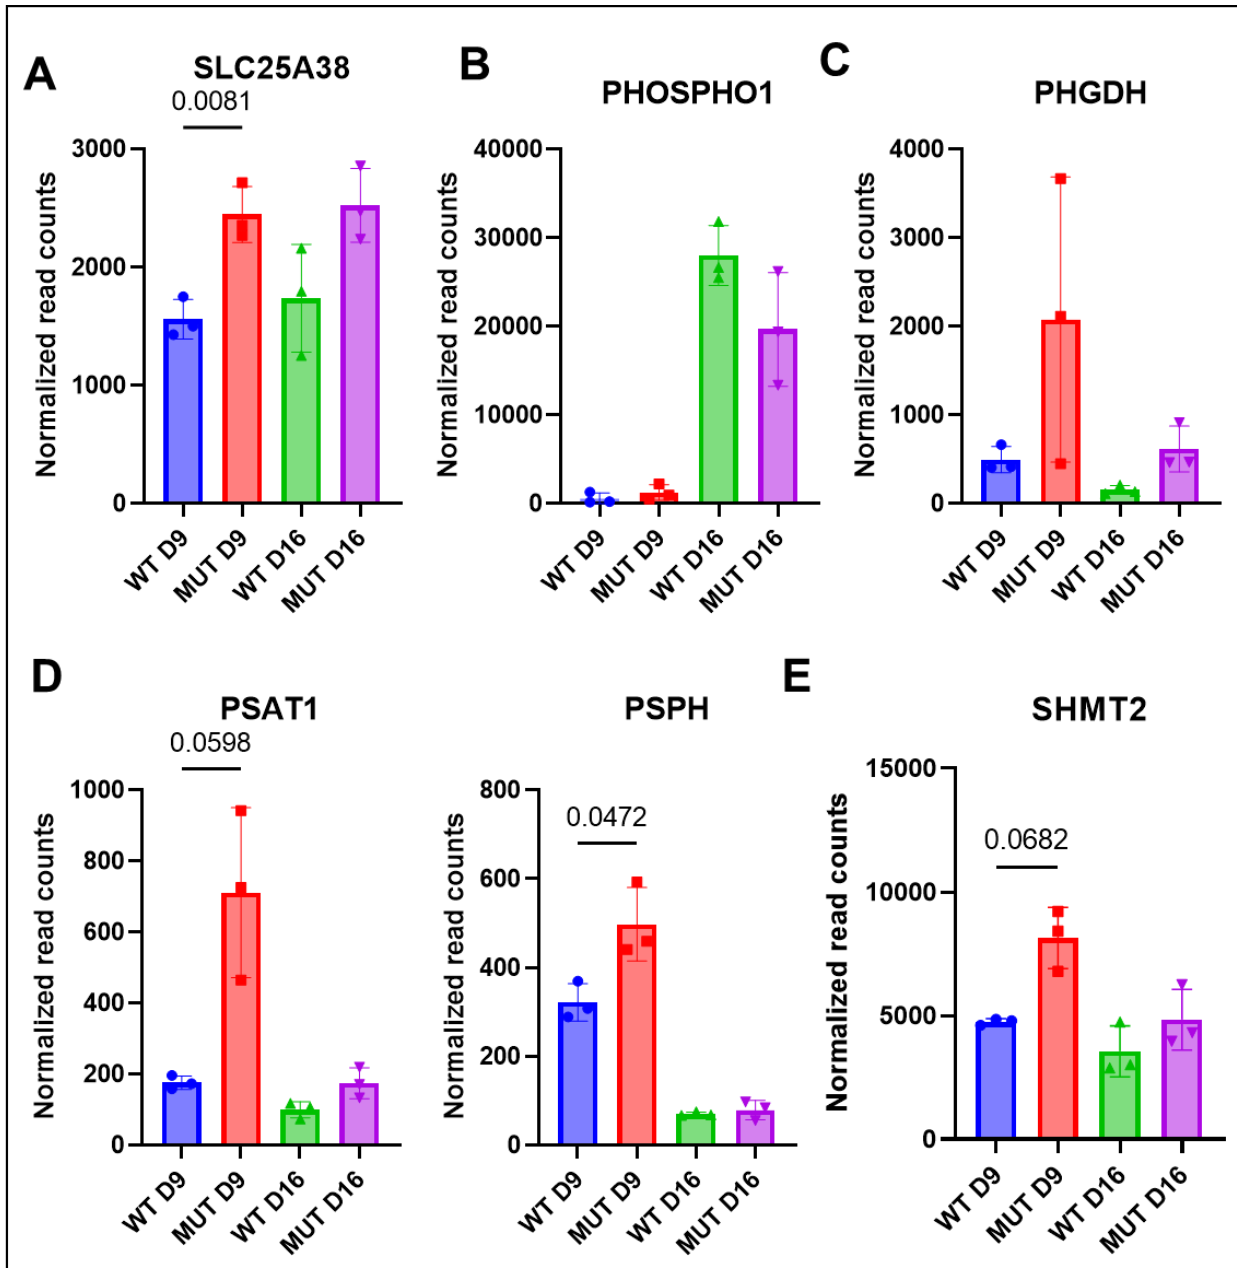 A
SLC25A38
0.0081
Normalized read counts
3000
2000
1000
0
WT D9
MUT D9
WT D16
MUT D16
B
PHOSPHO1
Normalized read counts
40000
30000
20000
10000
0
WT D9
MUT D9
WT D16
MUT D16
C
PHGDH
Normalized read counts
4000
3000
2000
1000
0
WT D9
MUT D9
WT D16
MUT D16
D
PSAT1
0.0598
Normalized read counts
1000
800
600
400
200
0
WT D9
MUT D9
WT D16
MUT D16
PSPH
0.0472
Normalized read counts
800
600
400
200
0
WT D9
MUT D9
WT D16
MUT D16
E
SHMT2
0.0682
Normalized read counts
15000
10000
5000
0
WT D9
MUT D9
WT D16
MUT D16